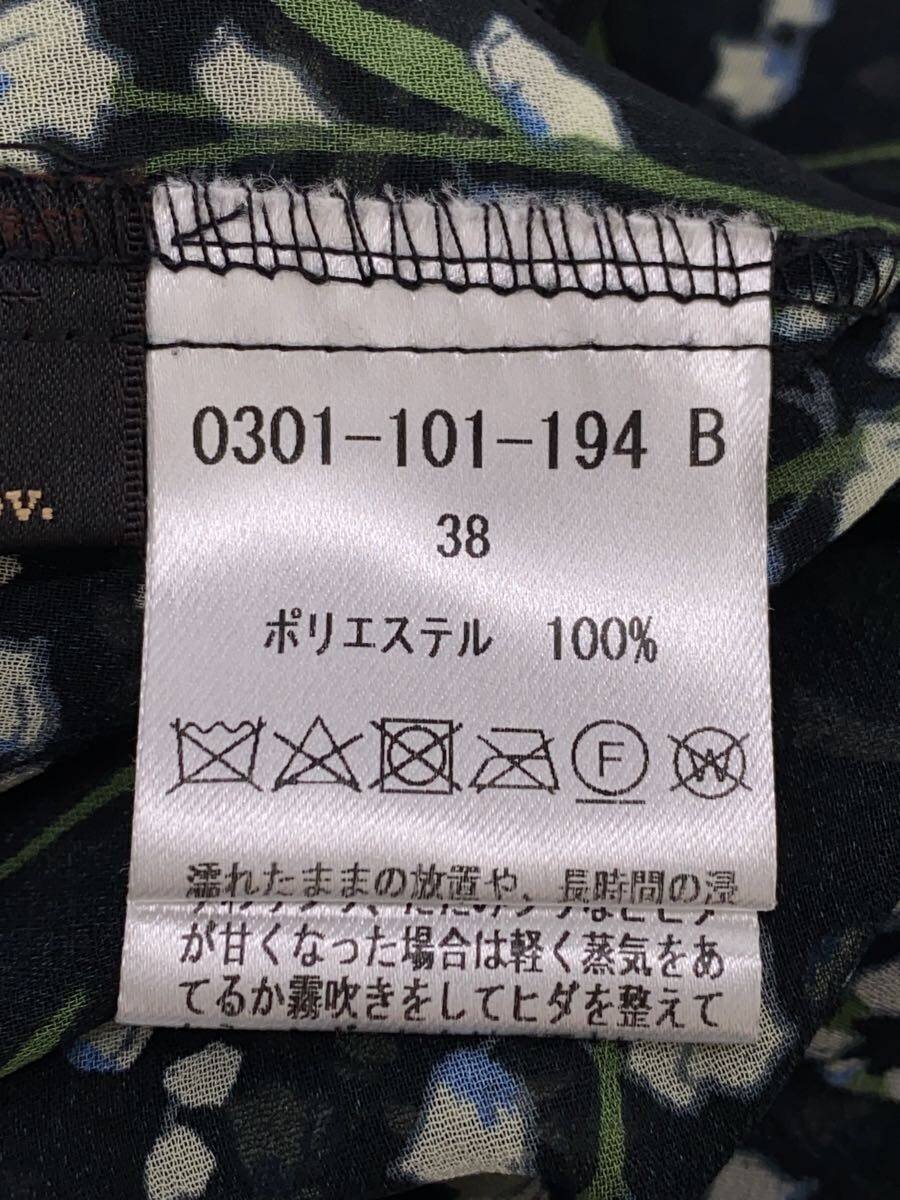 0301-101-194 B
38
ポリエステル 100%
F
W
濡れたままの放置や、長時間の浸
が甘くなった場合は軽く蒸気をあ
てるか霧吹きをしてヒダを整えて
v.